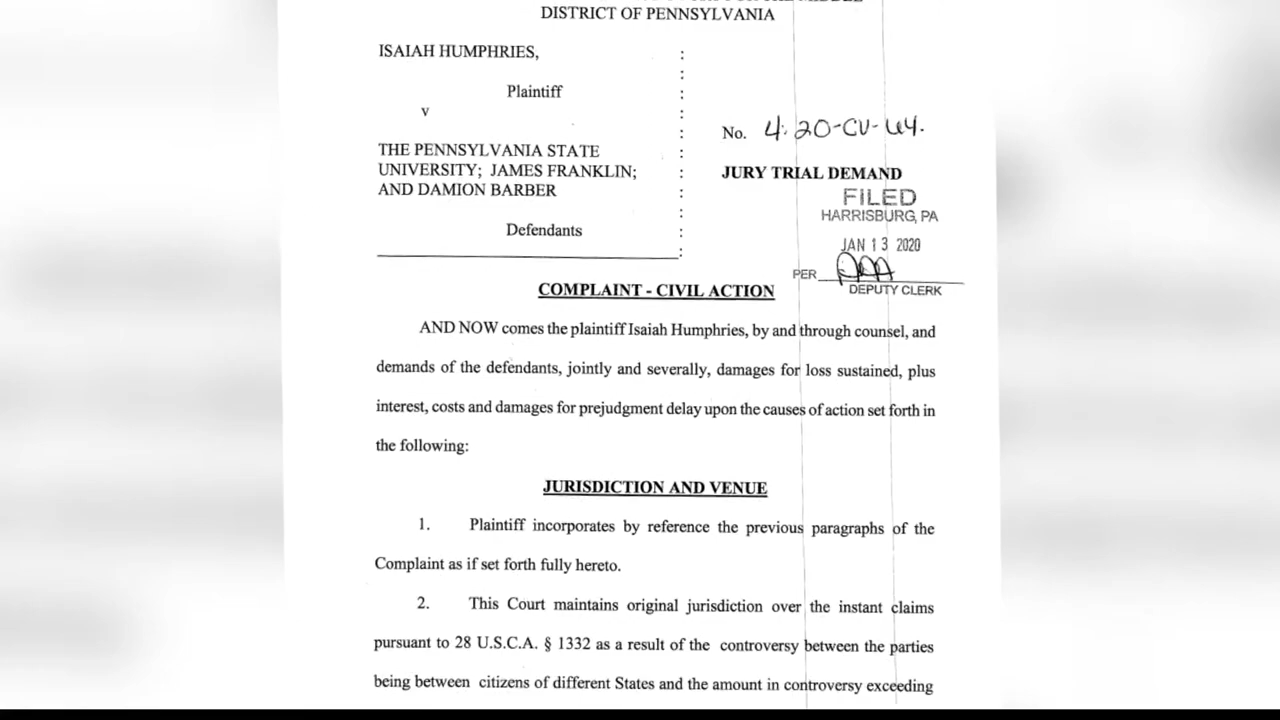 DISTRICT OF PENNSYLVANIA
ISAIAH HUMPHRIES,
Plaintiff
v
THE PENNSYLVANIA STATE
UNIVERSITY; JAMES FRANKLIN;
AND DAMION BARBER
Defendants
No. 4:20-CV-64.
JURY TRIAL DEMAND
FILED
HARRISBURG, PA
JAN 13 2020
PER
DEPUTY CLERK
COMPLAINT - CIVIL ACTION
AND NOW comes the plaintiff Isaiah Humphries, by and through counsel, and
demands of the defendants, jointly and severally, damages for loss sustained, plus
interest, costs and damages for prejudgment delay upon the causes of action set forth in
the following:
JURISDICTION AND VENUE
1. Plaintiff incorporates by reference the previous paragraphs of the
Complaint as if set forth fully hereto.
2. This Court maintains original jurisdiction over the instant claims
pursuant to 28 U.S.C.A. § 1332 as a result of the controversy between the parties
being between citizens of different States and the amount in controversy exceeding